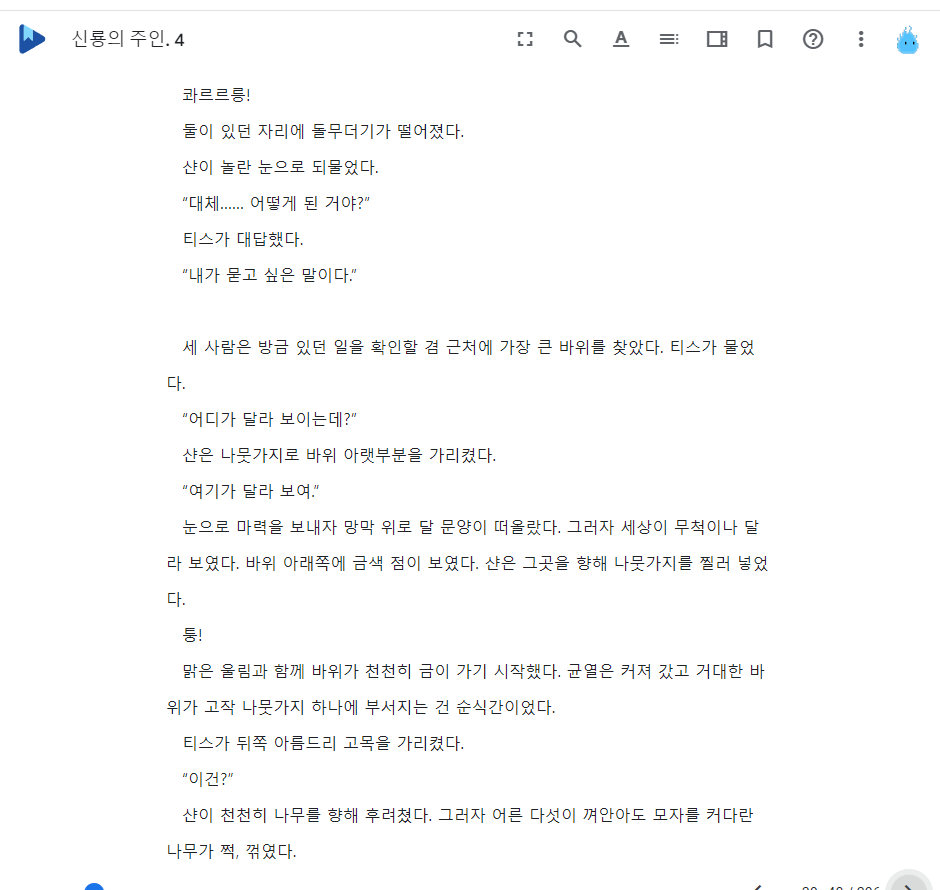 신룡의 주인. 4
콰르르릉!
둘이 있던 자리에 돌무더기가 떨어졌다.
샨이 놀란 눈으로 되물었다.
“대체...... 어떻게 된 거야?”
티스가 대답했다.
“내가 묻고 싶은 말이다.”
세 사람은 방금 있던 일을 확인할 겸 근처에 가장 큰 바위를 찾았다. 티스가 물었
다.
“어디가 달라 보이는데?”
샨은 나뭇가지로 바위 아랫부분을 가리켰다.
“여기가 달라 보여.”
눈으로 마력을 보내자 망막 위로 달 문양이 떠올랐다. 그러자 세상이 무척이나 달
라 보였다. 바위 아래쪽에 금색 점이 보였다. 샨은 그곳을 향해 나뭇가지를 찔러 넣었
다.
퉁!
맑은 울림과 함께 바위가 천천히 금이 가기 시작했다. 균열은 커져 갔고 거대한 바
위가 고작 나뭇가지 하나에 부서지는 건 순식간이었다.
티스가 뒤쪽 아름드리 고목을 가리켰다.
“이건?”
샨이 천천히 나무를 향해 후려쳤다. 그러자 어른 다섯이 껴안아도 모자를 커다란
나무가 쩍, 꺾였다.